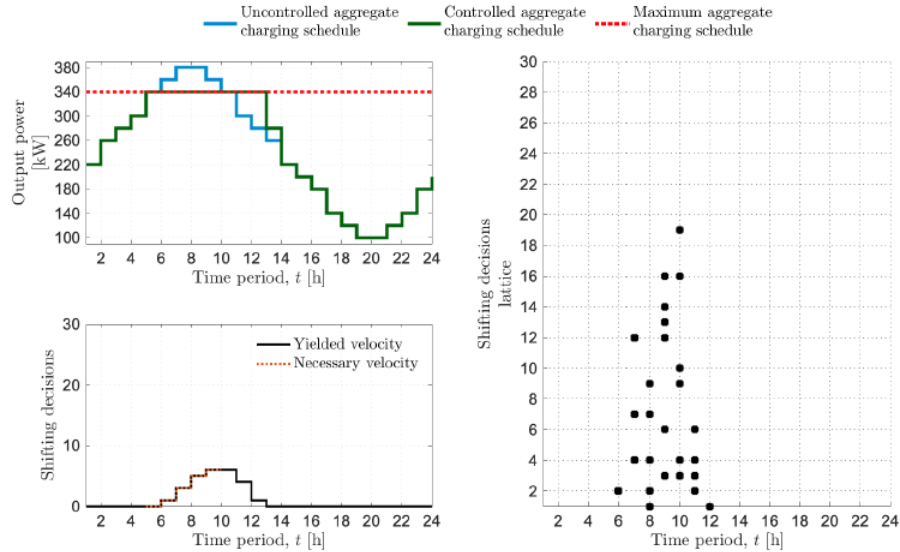 Uncontrolled aggregate
charging schedule
Controlled aggregate
charging schedule
Maximum aggregate
charging schedule
Output power
[kW]
380
340
300
260
220
180
140
100
2 4 6 8 10 12 14 16 18 20 22 24
Time period, t [h]
Shifting decisions
30
20
10
0
Yielded velocity
Necessary velocity
2 4 6 8 10 12 14 16 18 20 22 24
Time period, t [h]
Shifting decisions
lattice
30
28
26
24
22
20
18
16
14
12
10
8
6
4
2
2 4 6 8 10 12 14 16 18 20 22 24
Time period, t [h]